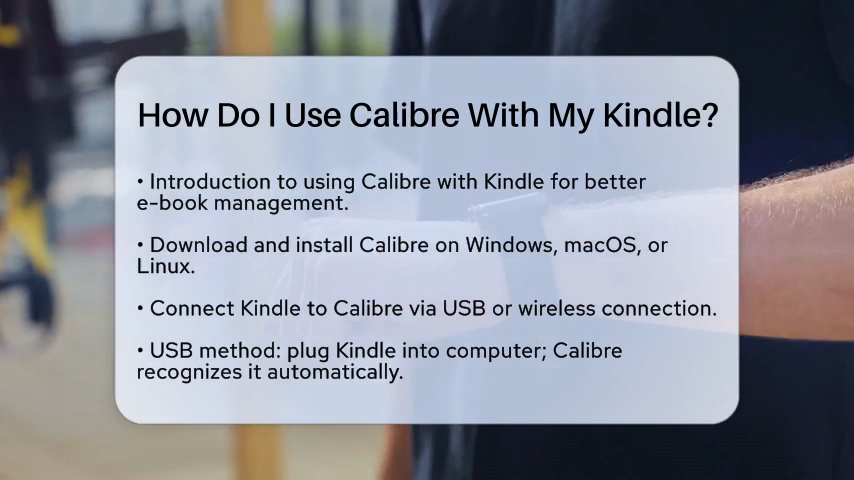 How Do I Use Calibre With My Kindle?
• Introduction to using Calibre with Kindle for better
e-book management.
• Download and install Calibre on Windows, macOS, or
Linux.
• Connect Kindle to Calibre via USB or wireless connection.
• USB method: plug Kindle into computer; Calibre
recognizes it automatically.